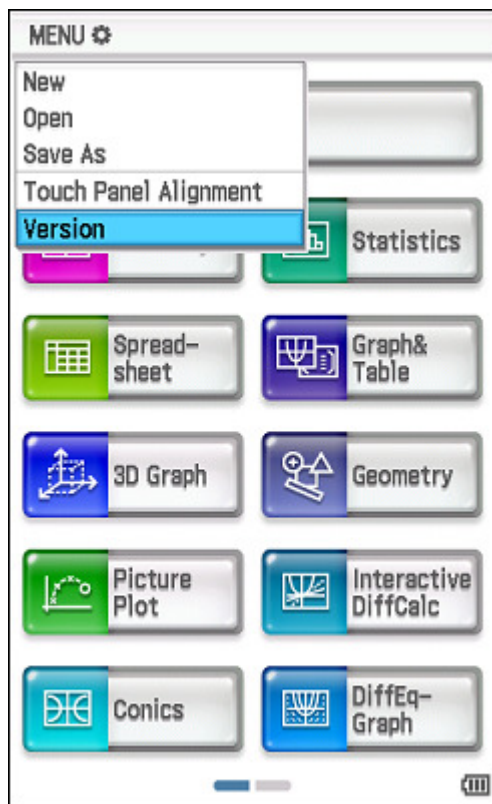 MENU
New
Open
Save As
Touch Panel Alignment
Version
Statistics
Spread-
sheet
Graph&
Table
3D Graph
Geometry
Picture
Plot
Interactive
DiffCalc
Conics
DiffEq-
Graph